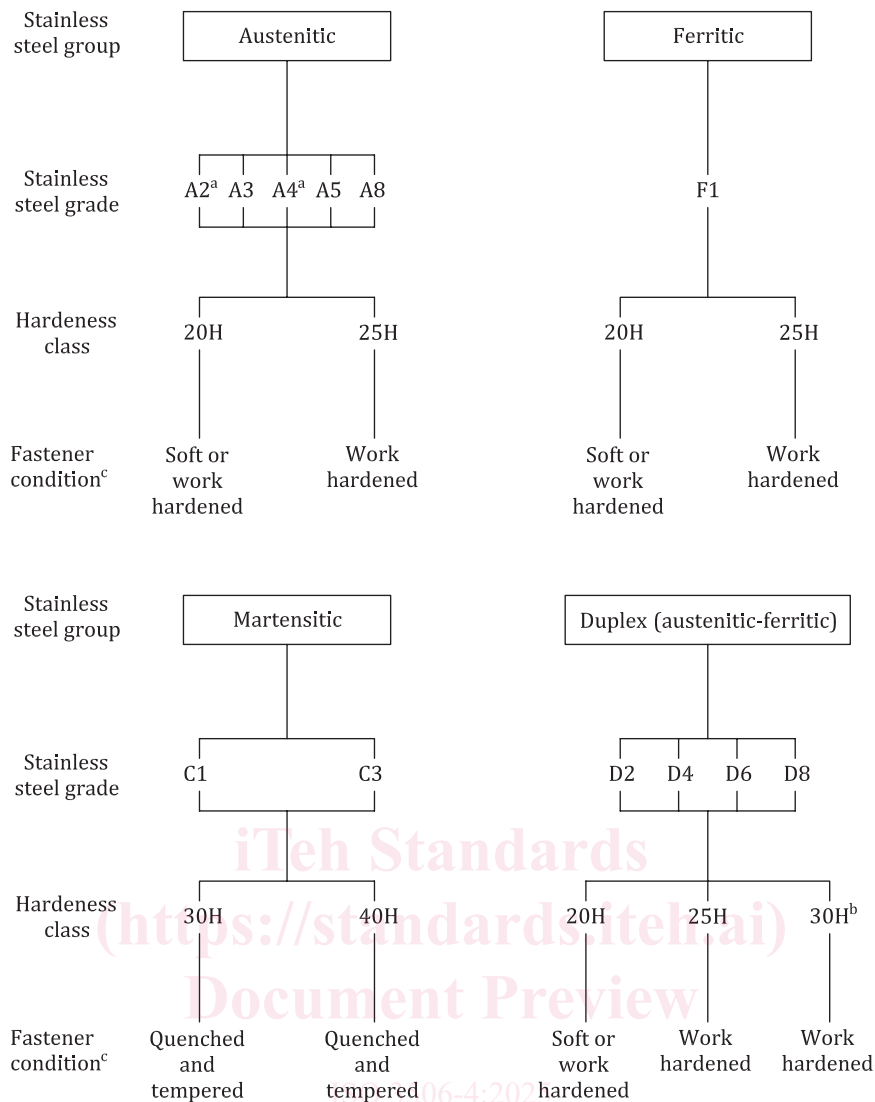 Stainless
steel group
Austenitic
Ferritic
Stainless
steel grade
A2ᵃ A3 A4ᵃ A5 A8
F1
Hardeness
class
20H 25H
20H 25H
Fastener
conditionᶜ
Soft or
work
hardened
Work
hardened
Soft or
work
hardened
Work
hardened
Stainless
steel group
Martensitic
Duplex (austenitic-ferritic)
Stainless
steel grade
C1 C3
D2 D4 D6 D8
iTeh Standards
Hardeness
class
30H 40H
20H 25H 30Hᵇ
(https://standards.iteh.ai)
Document Preview
Fastener
conditionᶜ
Quenched
and
tempered
Quenched
and
tempered
Soft or
work
hardened
Work
hardened
Work
hardened